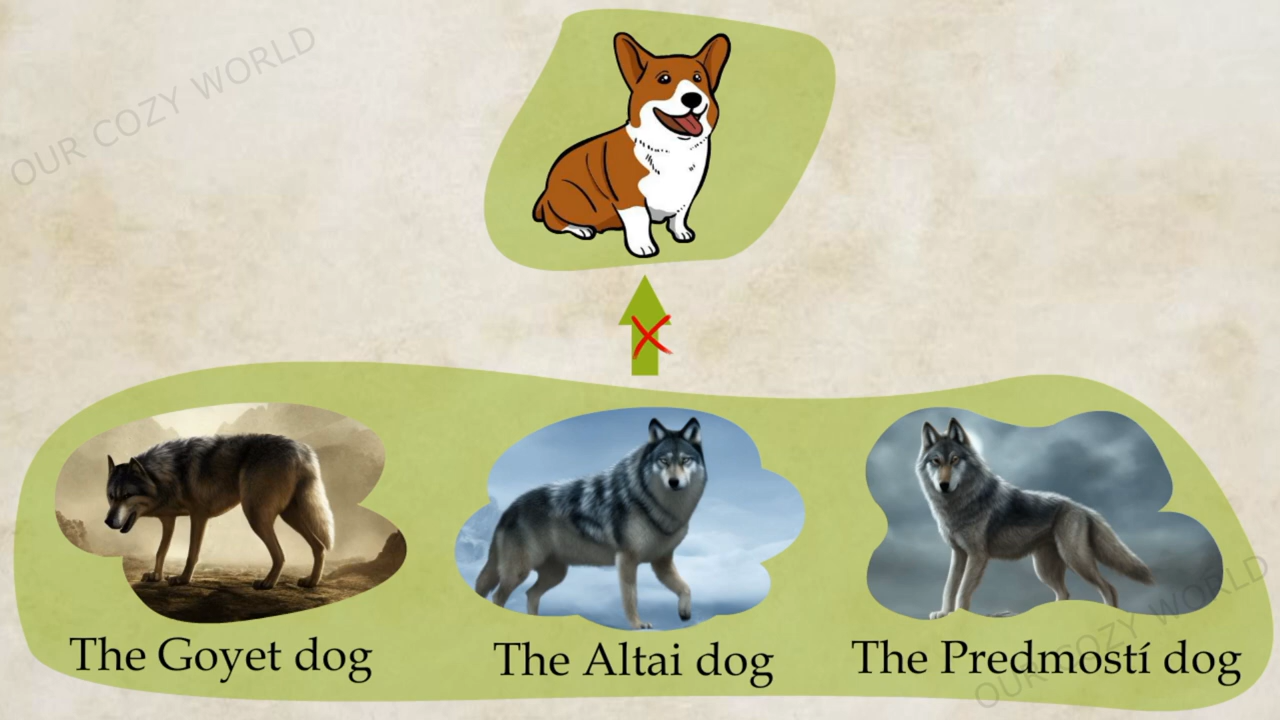 OUR COZY WORLD
The Goyet dog
The Altai dog
The Predmostí dog
OUR COZY WORLD